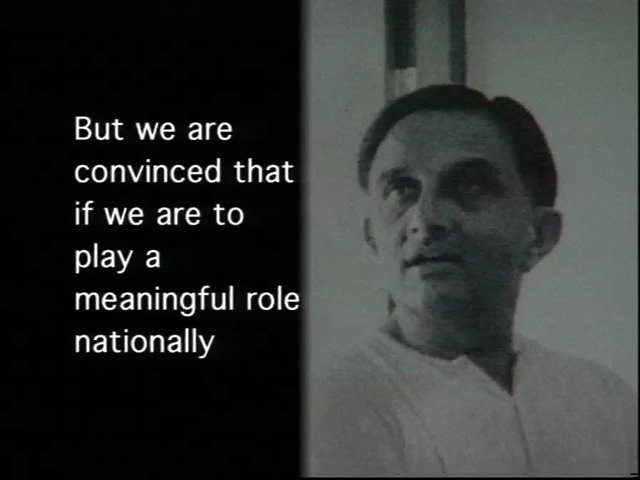 But we are
convinced that
if we are to
play a
meaningful role
nationally